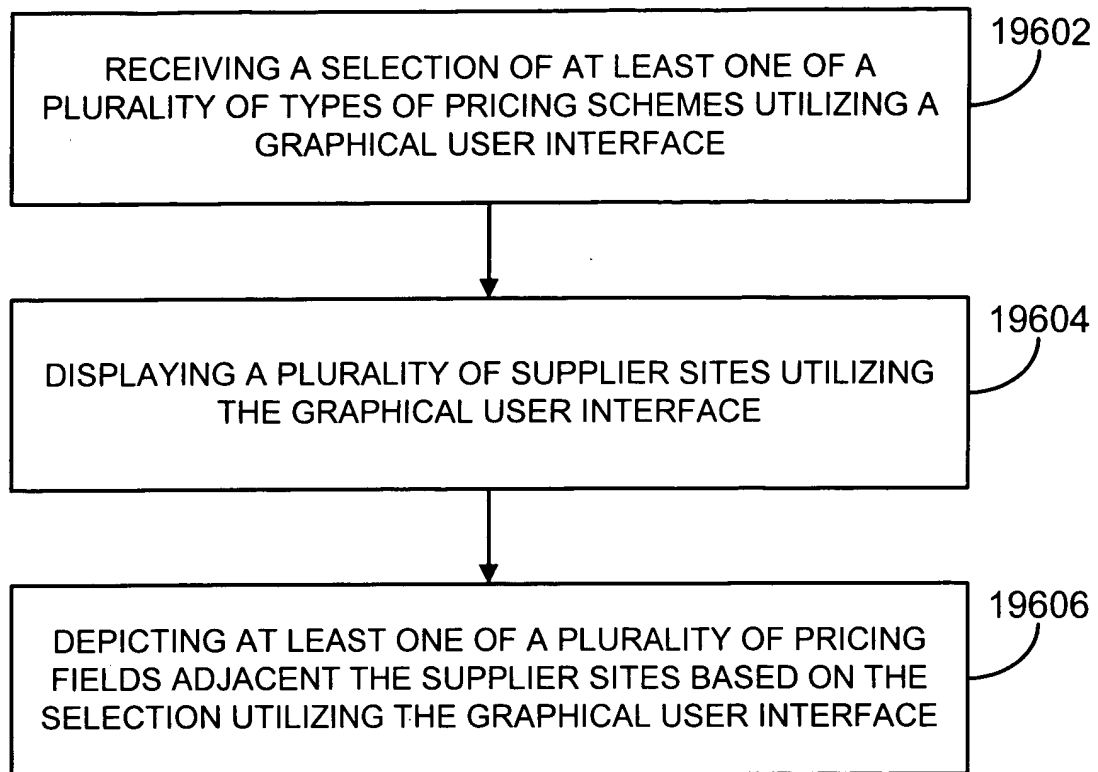 19602
RECEIVING A SELECTION OF AT LEAST ONE OF A
PLURALITY OF TYPES OF PRICING SCHEMES UTILIZING A
GRAPHICAL USER INTERFACE
19604
DISPLAYING A PLURALITY OF SUPPLIER SITES UTILIZING
THE GRAPHICAL USER INTERFACE
19606
DEPICTING AT LEAST ONE OF A PLURALITY OF PRICING
FIELDS ADJACENT THE SUPPLIER SITES BASED ON THE
SELECTION UTILIZING THE GRAPHICAL USER INTERFACE